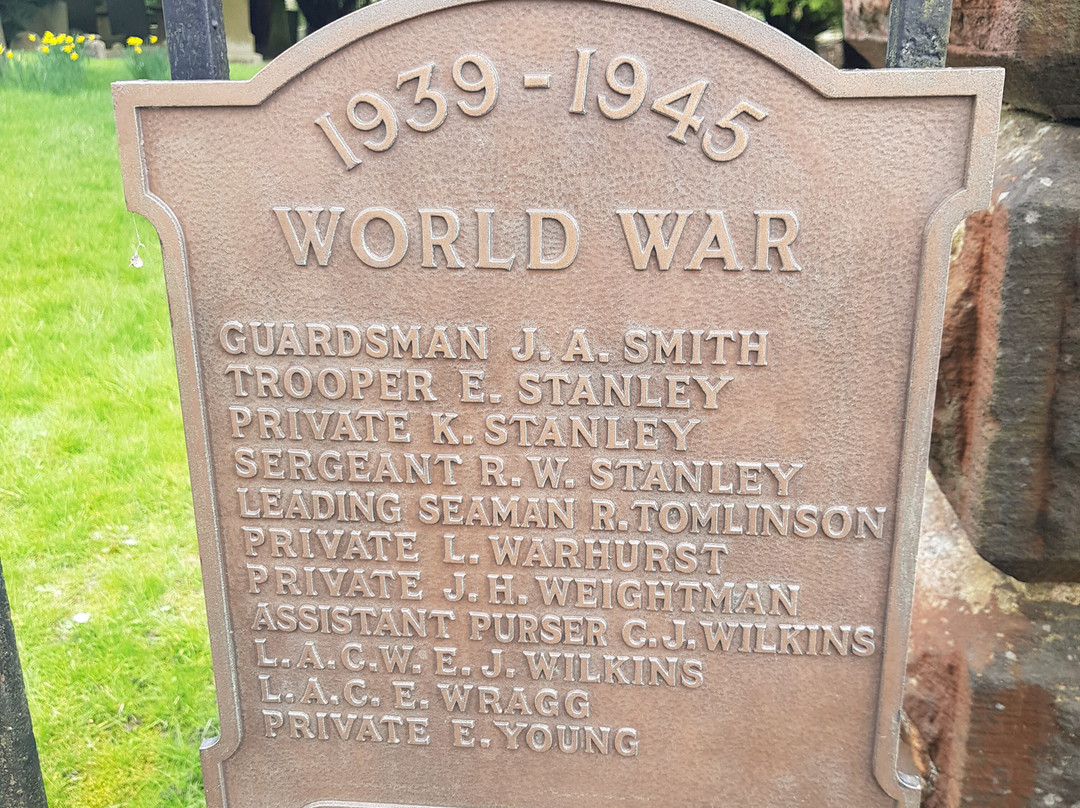 1939-1945
WORLD WAR
GUARDSMAN J. A. SMITH
TROOPER E. STANLEY
PRIVATE K. STANLEY
SERGEANT R. W. STANLEY
LEADING SEAMAN R. TOMLINSON
PRIVATE L. WARHURST
PRIVATE J. H. WEIGHTMAN
ASSISTANT PURSER C. J. WILKINS
L.A.C.W. E. J. WILKINS
L.A.C. E. WRAGG
PRIVATE E. YOUNG